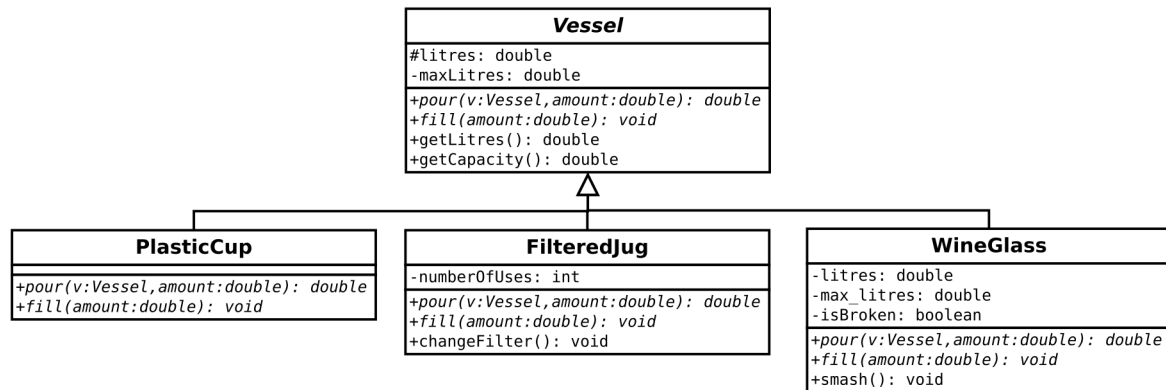 Vessel
#litres: double
-maxLitres: double
+pour(v:Vessel,amount:double): double
+fill(amount:double): void
+getLitres(): double
+getCapacity(): double
PlasticCup
+pour(v:Vessel,amount:double): double
+fill(amount:double): void
FilteredJug
-numberOfUses: int
+pour(v:Vessel,amount:double): double
+fill(amount:double): void
+changeFilter(): void
WineGlass
-litres: double
-max_litres: double
-isBroken: boolean
+pour(v:Vessel,amount:double): double
+fill(amount:double): void
+smash(): void